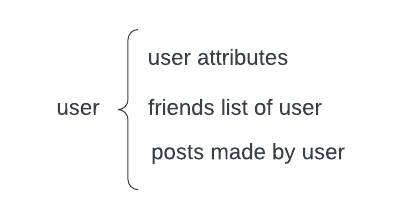 user attributes
user
friends list of user
posts made by user